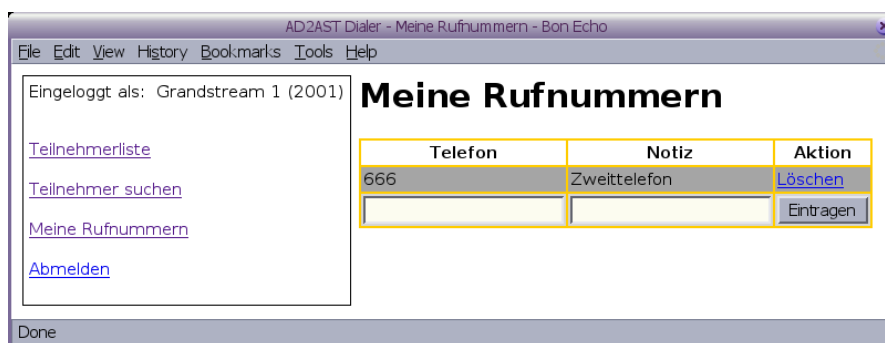 AD2AST Dialer - Meine Rufnummern - Bon Echo
File Edit View History Bookmarks Tools Help
Eingeloggt als: Grandstream 1 (2001)
Teilnehmerliste
Teilnehmer suchen
Meine Rufnummern
Abmelden
Meine Rufnummern
Telefon Notiz Aktion
666 Zweittelefon Löschen
Eintragen
Done